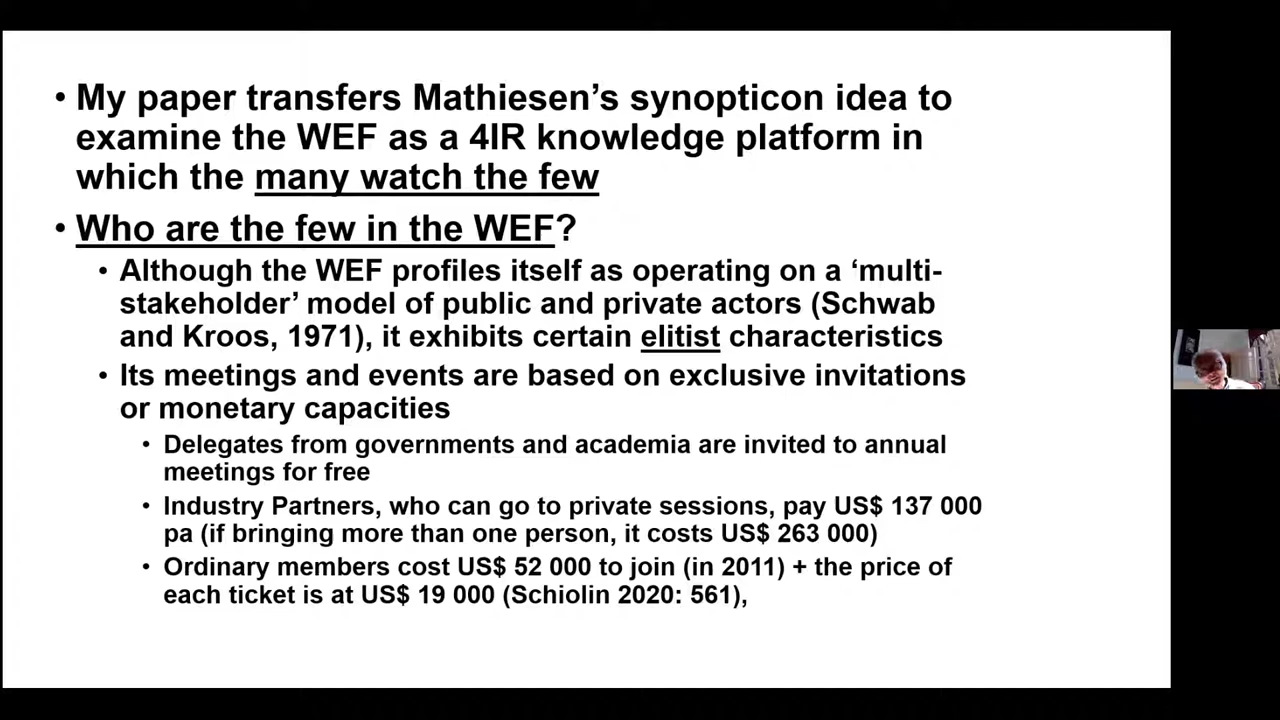 • My paper transfers Mathiesen’s synopticon idea to
examine the WEF as a 4IR knowledge platform in
which the many watch the few
• Who are the few in the WEF?
• Although the WEF profiles itself as operating on a ‘multi-
stakeholder’ model of public and private actors (Schwab
and Kroos, 1971), it exhibits certain elitist characteristics
• Its meetings and events are based on exclusive invitations
or monetary capacities
• Delegates from governments and academia are invited to annual
meetings for free
• Industry Partners, who can go to private sessions, pay US$ 137 000
pa (if bringing more than one person, it costs US$ 263 000)
• Ordinary members cost US$ 52 000 to join (in 2011) + the price of
each ticket is at US$ 19 000 (Schiolin 2020: 561),